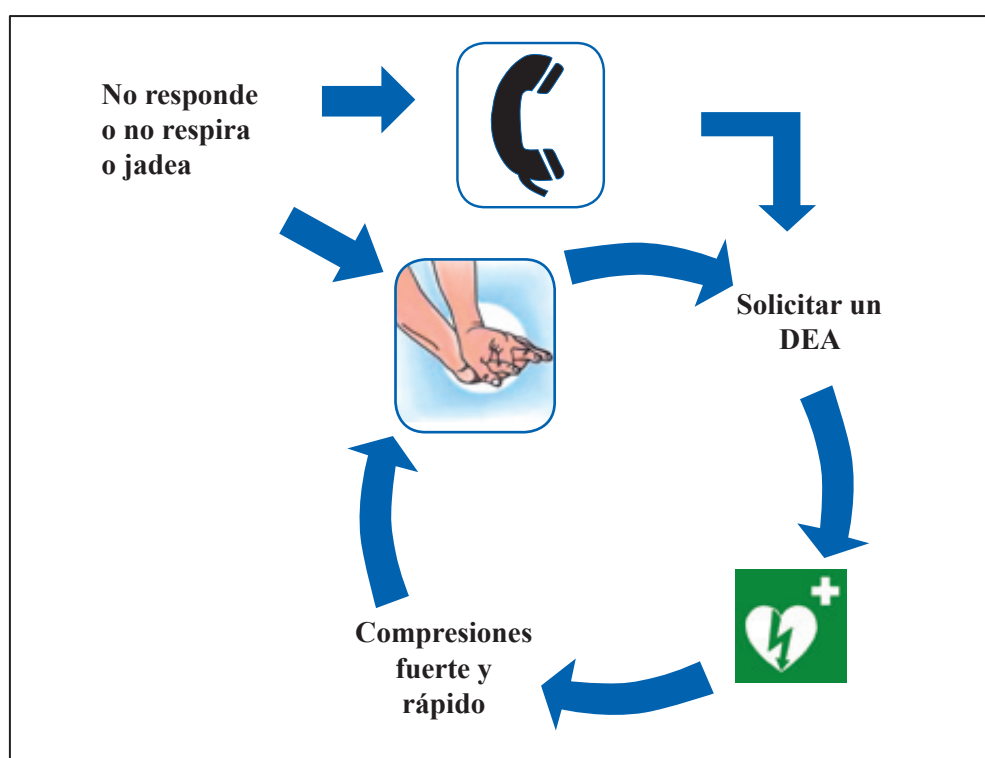 No responde
o no respira
o jadea
Solicitar un
DEA
Compresiones
fuerte y
rápido